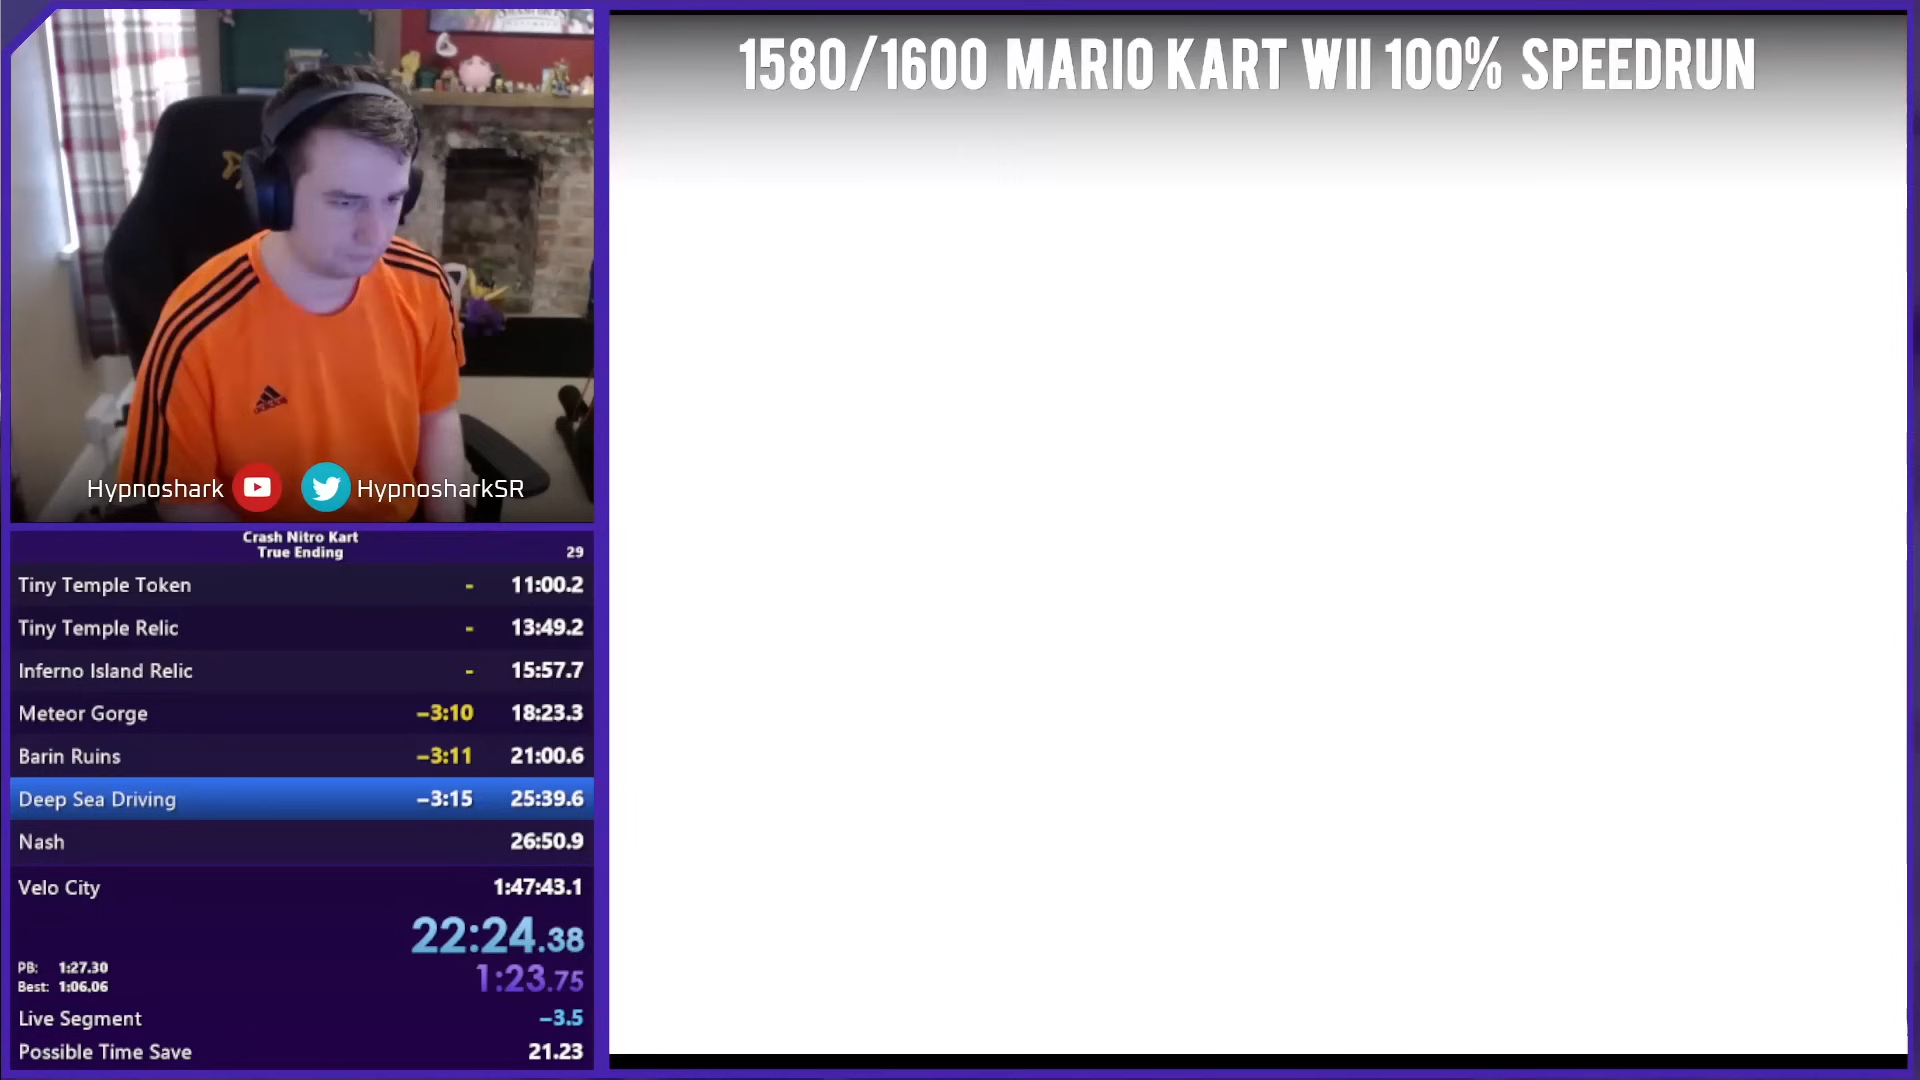 1580/1600 MARIO KART WII 100% SPEEDRUN
adidas
Hypnoshark HypnosharkSR
Crash Nitro Kart
True Ending 29
Tiny Temple Token - 11:00.2
Tiny Temple Relic - 13:49.2
Inferno Island Relic - 15:57.7
Meteor Gorge −3:10 18:23.3
Barin Ruins −3:11 21:00.6
Deep Sea Driving −3:15 25:39.6
Nash 26:50.9
Velo City 1:47:43.1
22:24.38
PB: 1:27.30
1:23.75
Best: 1:06.06
Live Segment −3.5
Possible Time Save 21.23